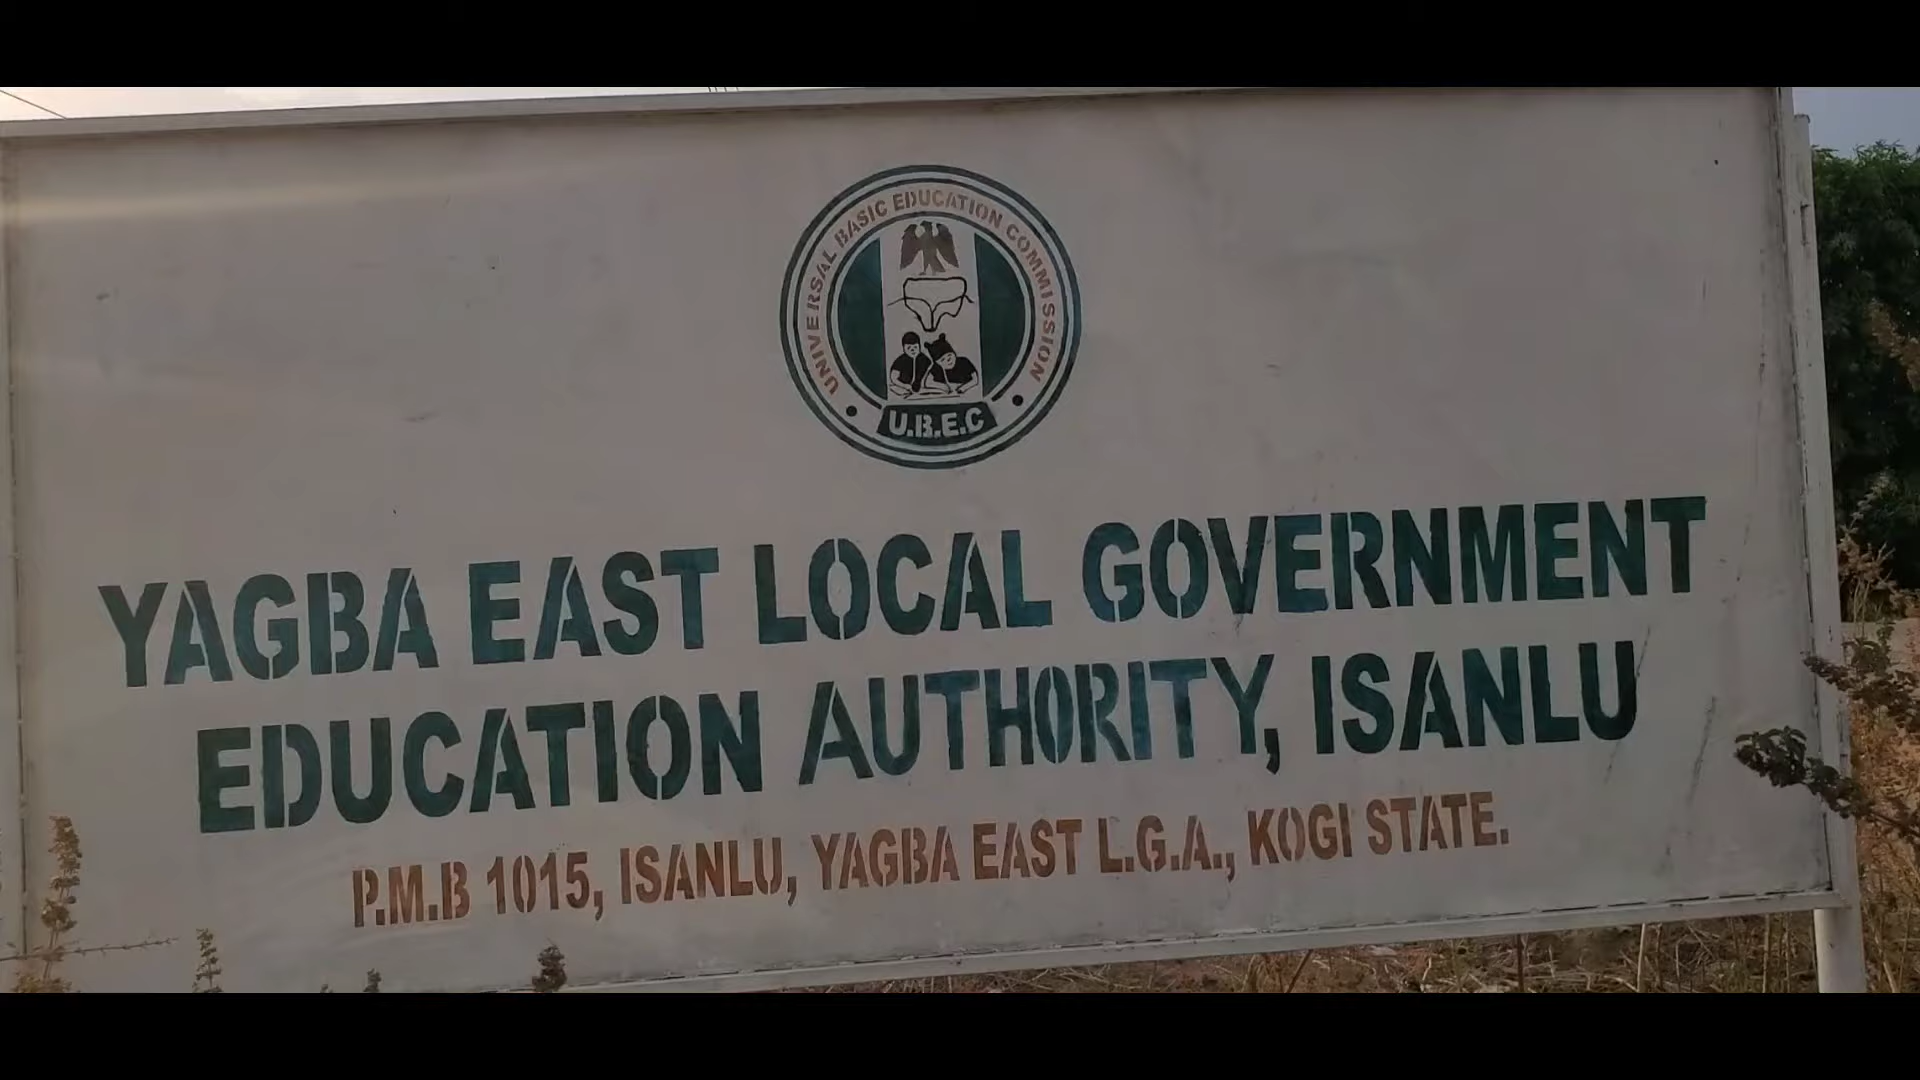 UNIVERSAL BASIC EDUCATION COMMISSION
U.B.E.C
YAGBA EAST LOCAL GOVERNMENT
EDUCATION AUTHORITY, ISANLU
P.M.B 1015, ISANLU, YAGBA EAST L.G.A., KOGI STATE.